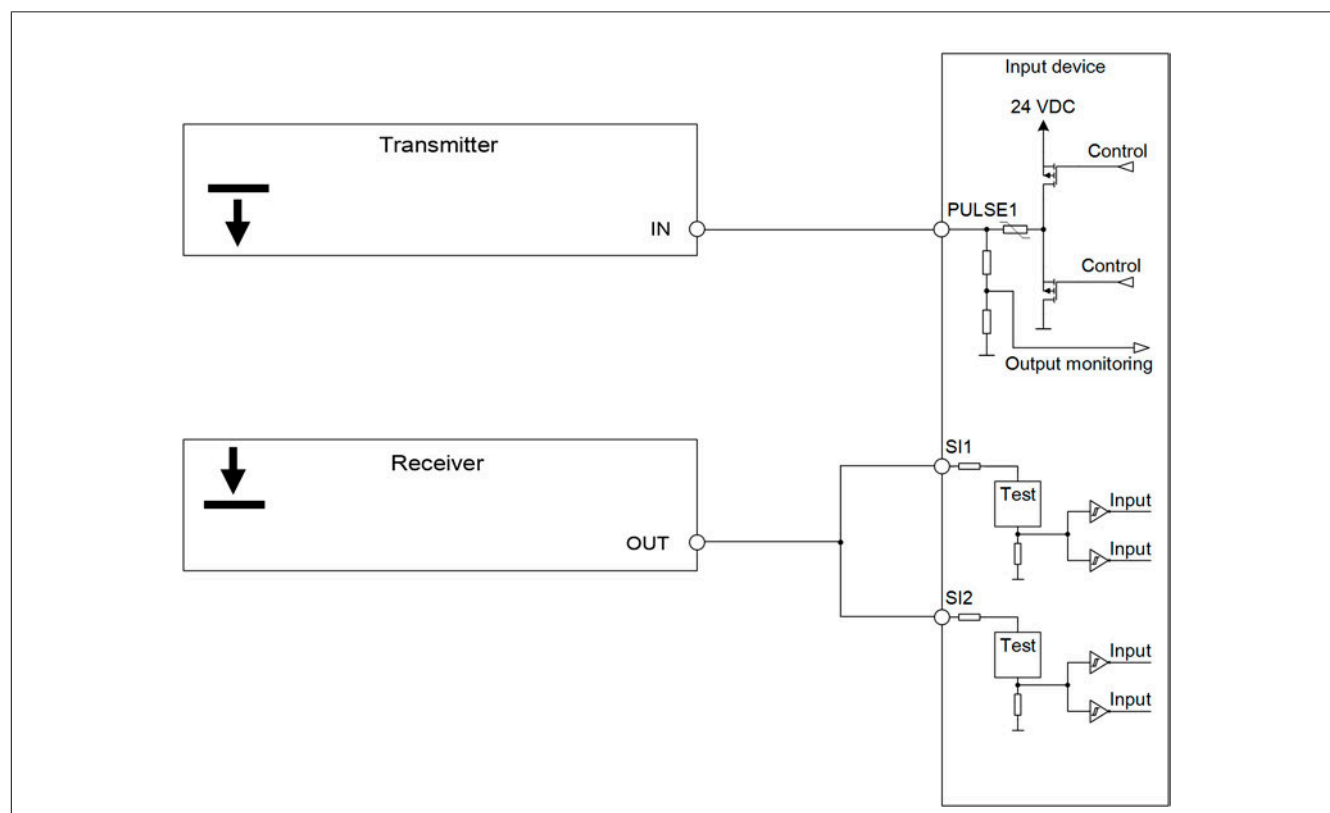 Input device
24 VDC
Transmitter
Control
PULSE1
IN
Control
Output monitoring
SI1
Receiver
Test
Input
OUT
Input
SI2
Test
Input
Input